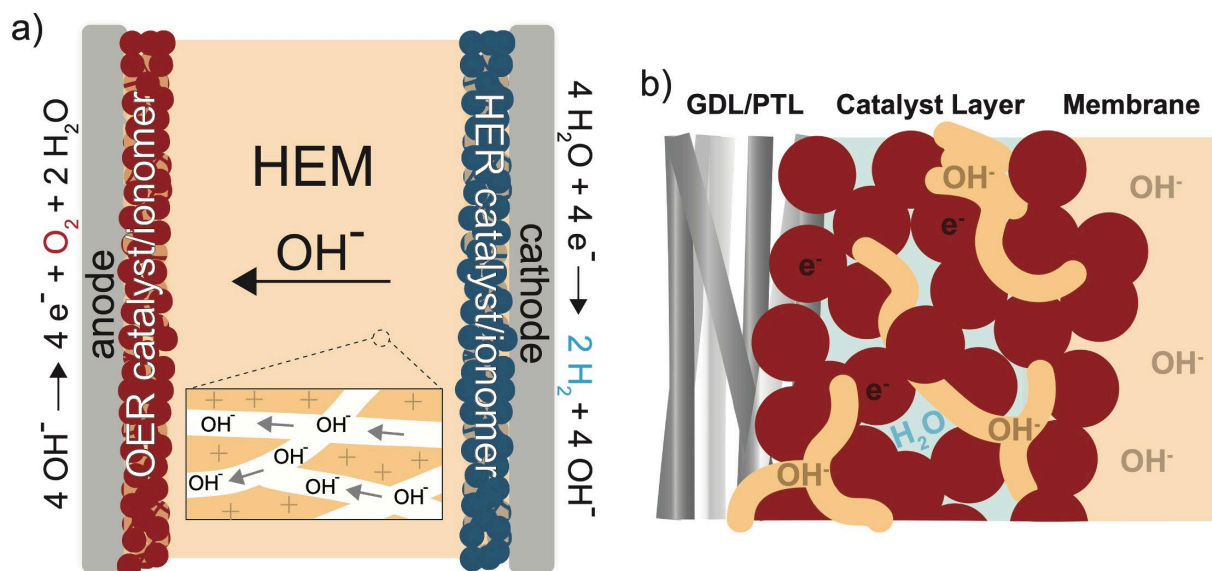 a)
4 OH⁻ → 4 e⁻ + O₂ + 2 H₂O
anode
OER catalyst/ionomer
HEM
OH⁻
OH⁻ OH⁻
OH⁻
OH⁻ OH⁻ OH⁻
HER catalyst/ionomer
cathode
4 H₂O + 4 e⁻ → 2 H₂ + 4 OH⁻
b)
GDL/PTL Catalyst Layer Membrane
OH-
OH-
e-
e-
OH-
e-
H₂O
OH-
OH-
OH-